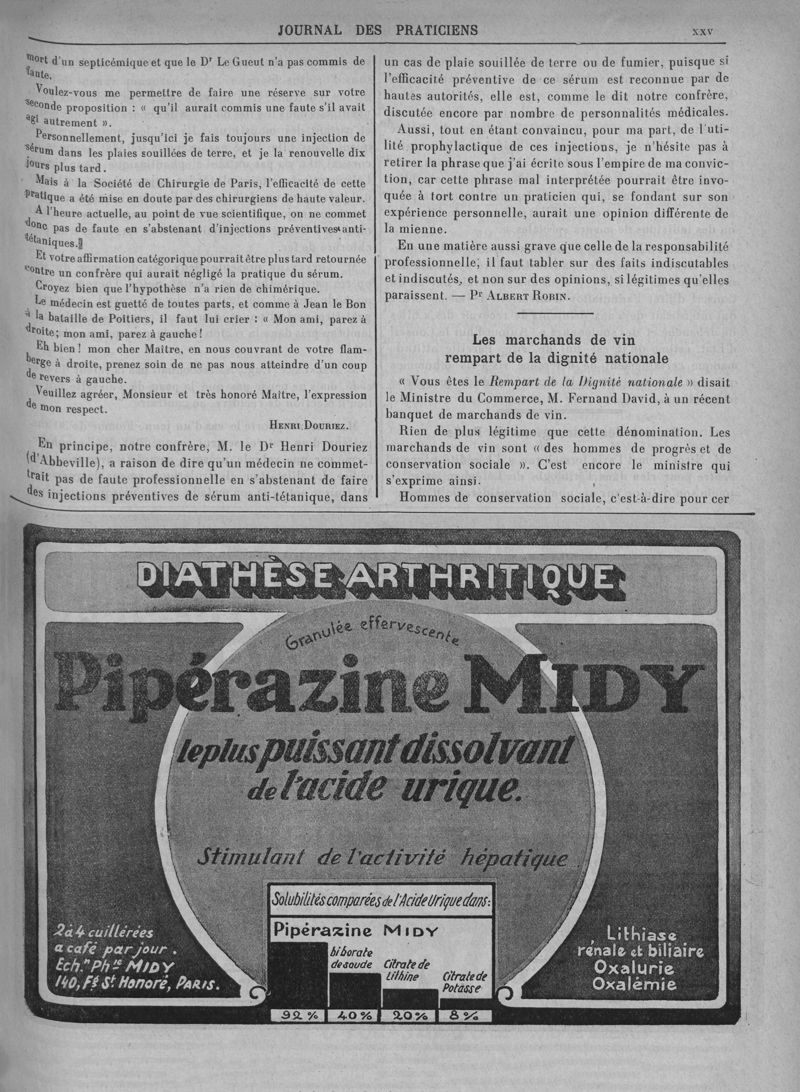 JOURNAL DES PRATICIENS
XXV
mort d'un septicémique et que le Dr Le Gueut n'a pas commis de
faute.
Voulez-vous me permettre de faire une réserve sur votre
seconde proposition : « qu'il aurait commis une faute s'il avait
agi autrement ».
Personnellement, jusqu'ici je fais toujours une injection de
sérum dans les plaies souillées de terre, et je la renouvelle dix
jours plus tard.
Mais à la Société de Chirurgie de Paris, l'efficacité de cette
pratique a été mise en doute par des chirurgiens de haute valeur.
A l'heure actuelle, au point de vue scientifique, on ne commet
donc pas de faute en s'abstenant d'injections préventives anti-
tétaniques.
Et votre affirmation catégorique pourrait être plus tard retournée
contre un confrère qui aurait négligé la pratique du sérum.
Croyez bien que l'hypothèse n'a rien de chimérique.
Le médecin est guetté de toutes parts, et comme à Jean le Bon
à la bataille de Poitiers, il faut lui crier : « Mon ami, parez à
droite; mon ami, parez à gauche !
Eh bien ! mon cher Maître, en nous couvrant de votre flam-
berge à droite, prenez soin de ne pas nous atteindre d'un coup
de revers à gauche.
Veuillez agréer, Monsieur et très honoré Maître, l'expression
de mon respect.
HENRI DOURIEZ.
En principe, notre confrère, M. le Dr Henri Douriez
(d'Abbeville), a raison de dire qu'un médecin ne commet-
trait pas de faute professionnelle en s'abstenant de faire
des injections préventives de sérum anti-tétanique, dans
un cas de plaie souillée de terre ou de fumier, puisque si
l'efficacité préventive de ce sérum est reconnue par de
hautes autorités, elle est, comme le dit notre confrère,
discutée encore par nombre de personnalités médicales.
Aussi, tout en étant convaincu, pour ma part, de l'uti-
lité prophylactique de ces injections, je n'hésite pas à
retirer la phrase que j'ai écrite sous l'empire de ma convic-
tion, car cette phrase mal interprétée pourrait être invo-
quée à tort contre un praticien qui, se fondant sur son
expérience personnelle, aurait une opinion différente de
la mienne.
En une matière aussi grave que celle de la responsabilité
professionnelle, il faut tabler sur des faits indiscutables
et indiscutés, et non sur des opinions, si légitimes qu'elles
paraissent. — Pr ALBERT ROBIN.
Les marchands de vin
rempart de la dignité nationale
« Vous êtes le Rempart de la Dignité nationale » disait
le Ministre du Commerce, M. Fernand David, à un récent
banquet de marchands de vin.
Rien de plus légitime que cette dénomination. Les
marchands de vin sont « des hommes de progrès et de
conservation sociale ». C'est encore le ministre qui
s'exprime ainsi.
Hommes de conservation sociale, c'est-à-dire pour cer
DIATHÈSE ARTHRITIQUE
Granulée effervescente
Pipérazine MIDY
le plus puissant dissolvant
de l'acide urique.
Stimulant de l'activité hépatique
Solubilités comparées de l'Acide Urique dans:
Pipérazine MIDY
biborate
de soude
Citrate de
Lithine
Citrate de
Potasse
92 %
40 %
20 %
8 %
2 à 4 cuillérées
a café par jour.
Ech.on Phie MIDY
140, Fg St Honoré, PARIS.
Lithiase
rénale et biliaire
Oxalurie
Oxalémie